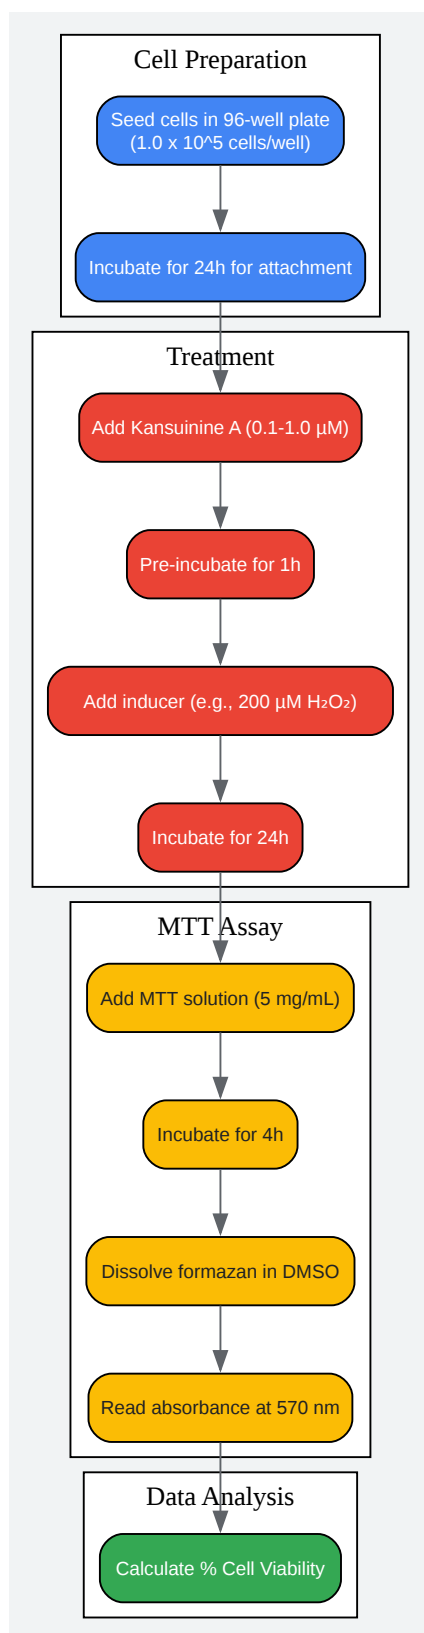 Cell Preparation
Seed cells in 96-well plate
(1.0 x 10^5 cells/well)
Incubate for 24h for attachment
Treatment
Add Kansuinine A (0.1-1.0 µM)
Pre-incubate for 1h
Add inducer (e.g., 200 µM H₂O₂)
Incubate for 24h
MTT Assay
Add MTT solution (5 mg/mL)
Incubate for 4h
Dissolve formazan in DMSO
Read absorbance at 570 nm
Data Analysis
Calculate % Cell Viability